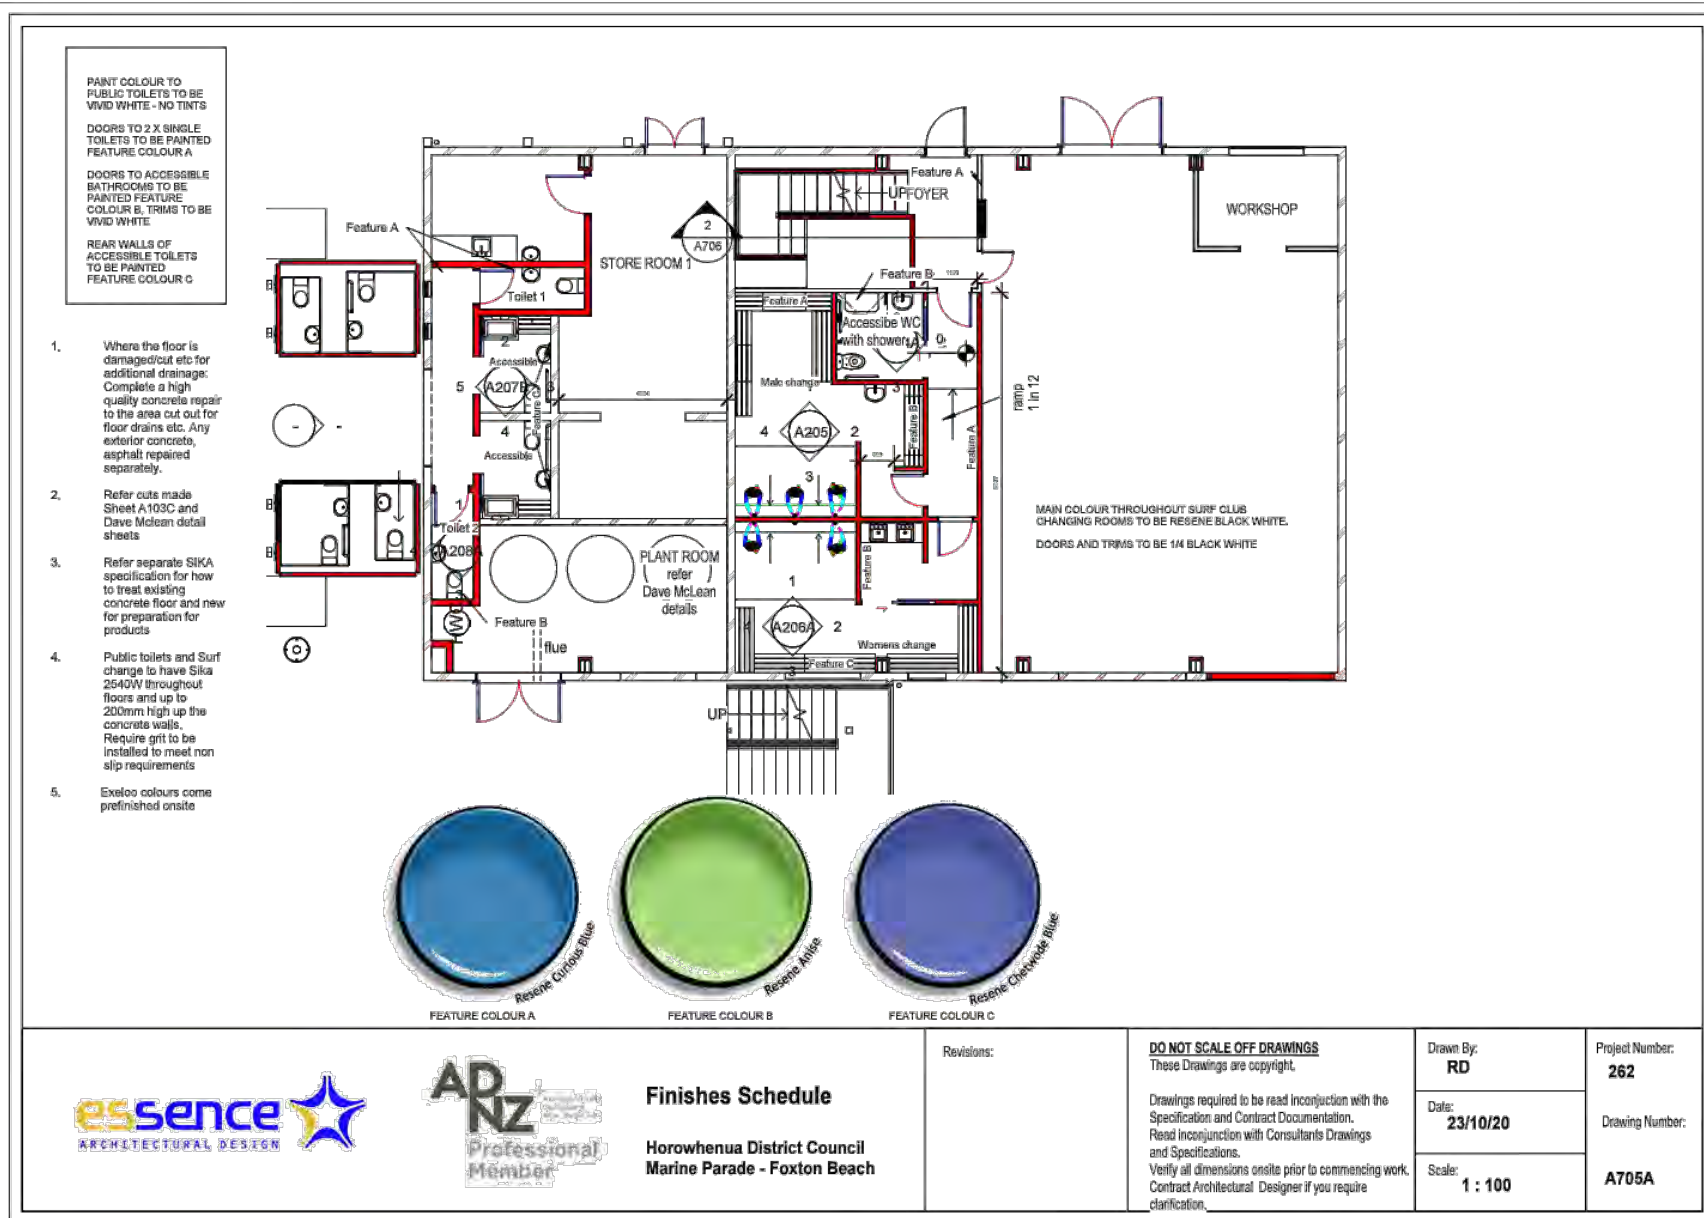 PAINT COLOUR TO
PUBLIC TOILETS TO BE
VIVID WHITE - NO TINTS
DOORS TO 2 X SINGLE
TOILETS TO BE PAINTED
FEATURE COLOUR A
DOORS TO ACCESSIBLE
BATHROOMS TO BE
PAINTED FEATURE
COLOUR B, TRIMS TO BE
VIVID WHITE
REAR WALLS OF
ACCESSIBLE TOILETS
TO BE PAINTED
FEATURE COLOUR C
1. Where the floor is
damaged/cut etc for
additional drainage:
Complete a high
quality concrete repair
to the area cut out for
floor drains etc. Any
exterior concrete,
asphalt repaired
separately.
2. Refer cuts made
Sheet A103C and
Dave Mclean detail
sheets
3. Refer separate SIKA
specification for how
to treat existing
concrete floor and new
for preparation for
products
4. Public toilets and Surf
change to have Sika
2540W throughout
floors and up to
200mm high up the
concrete walls.
Require grit to be
installed to meet non
slip requirements
5. Exeloo colours come
prefinished onsite
Feature A
Toilet 1
STORE ROOM 1
2
A706
Feature A
UP
FOYER
WORKSHOP
Feature B
Feature A
Accessibe WC
with shower
2
Accessible
5
A207B
3
Feature C
4
Accessible
Male change
3
4
A205
2
Feature B
Feature A
ramp
1 in 12
3
1
Toilet 2
A208A
PLANT ROOM
refer
Dave McLean
details
W
Feature B
flue
Feature B
1
4
A206A
2
Womens change
Feature C
3
UP
MAIN COLOUR THROUGHOUT SURF CLUB
CHANGING ROOMS TO BE RESENE BLACK WHITE.
DOORS AND TRIMS TO BE 1/4 BLACK WHITE
Resene Curious Blue
Resene Anise
Resene Chetwode Blue
FEATURE COLOUR A
FEATURE COLOUR B
FEATURE COLOUR C
essence
ARCHITECTURAL DESIGN
ADNZ
Professional
Member
Finishes Schedule
Horowhenua District Council
Marine Parade - Foxton Beach
Revisions:
DO NOT SCALE OFF DRAWINGS
These Drawings are copyright.
Drawings required to be read inconjuction with the
Specification and Contract Documentation.
Read inconjunction with Consultants Drawings
and Specifications.
Verify all dimensions onsite prior to commencing work.
Contract Architectural Designer if you require
clarification.
Drawn By:
RD
Date:
23/10/20
Scale:
1 : 100
Project Number:
262
Drawing Number:
A705A